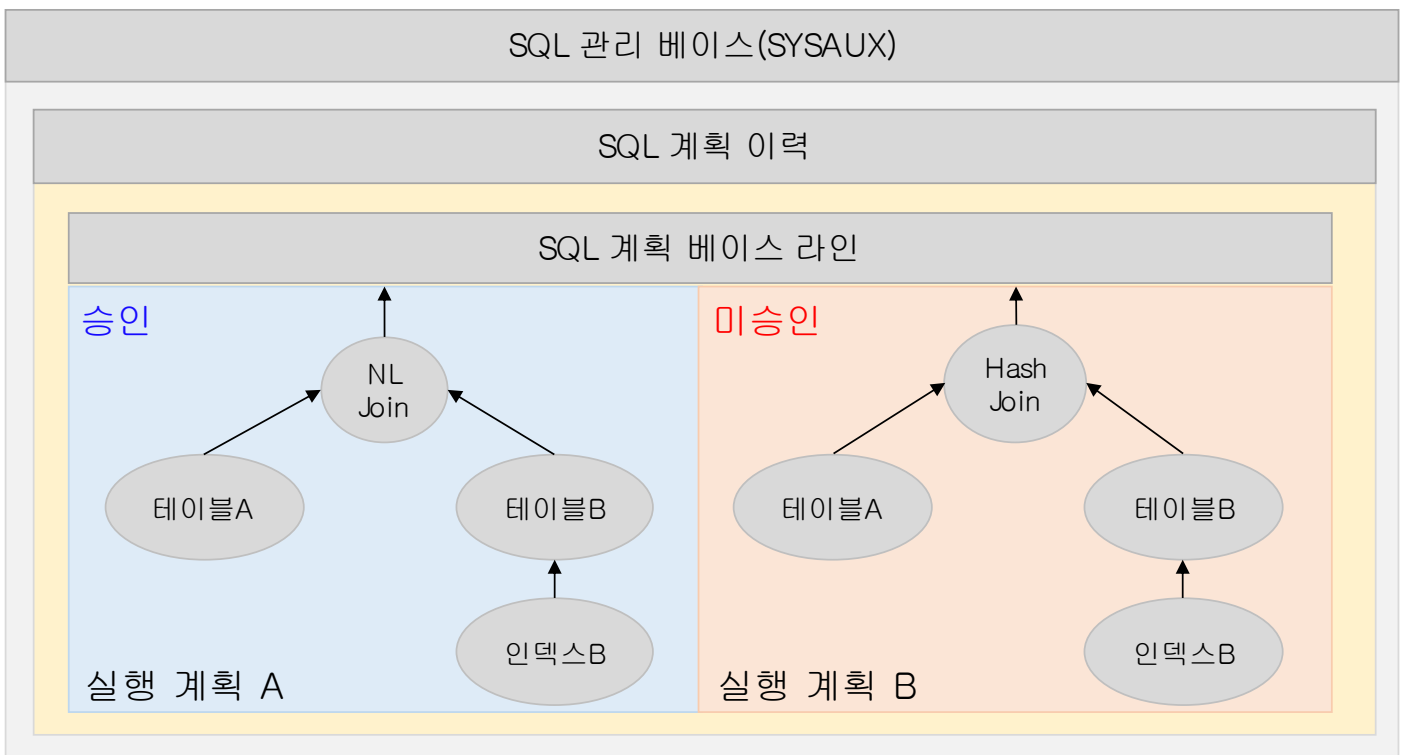 SQL 관리 베이스(SYSAUX)
SQL 계획 이력
SQL 계획 베이스 라인
승인
NL
Join
테이블A
테이블B
인덱스B
실행 계획 A
미승인
Hash
Join
테이블A
테이블B
인덱스B
실행 계획 B